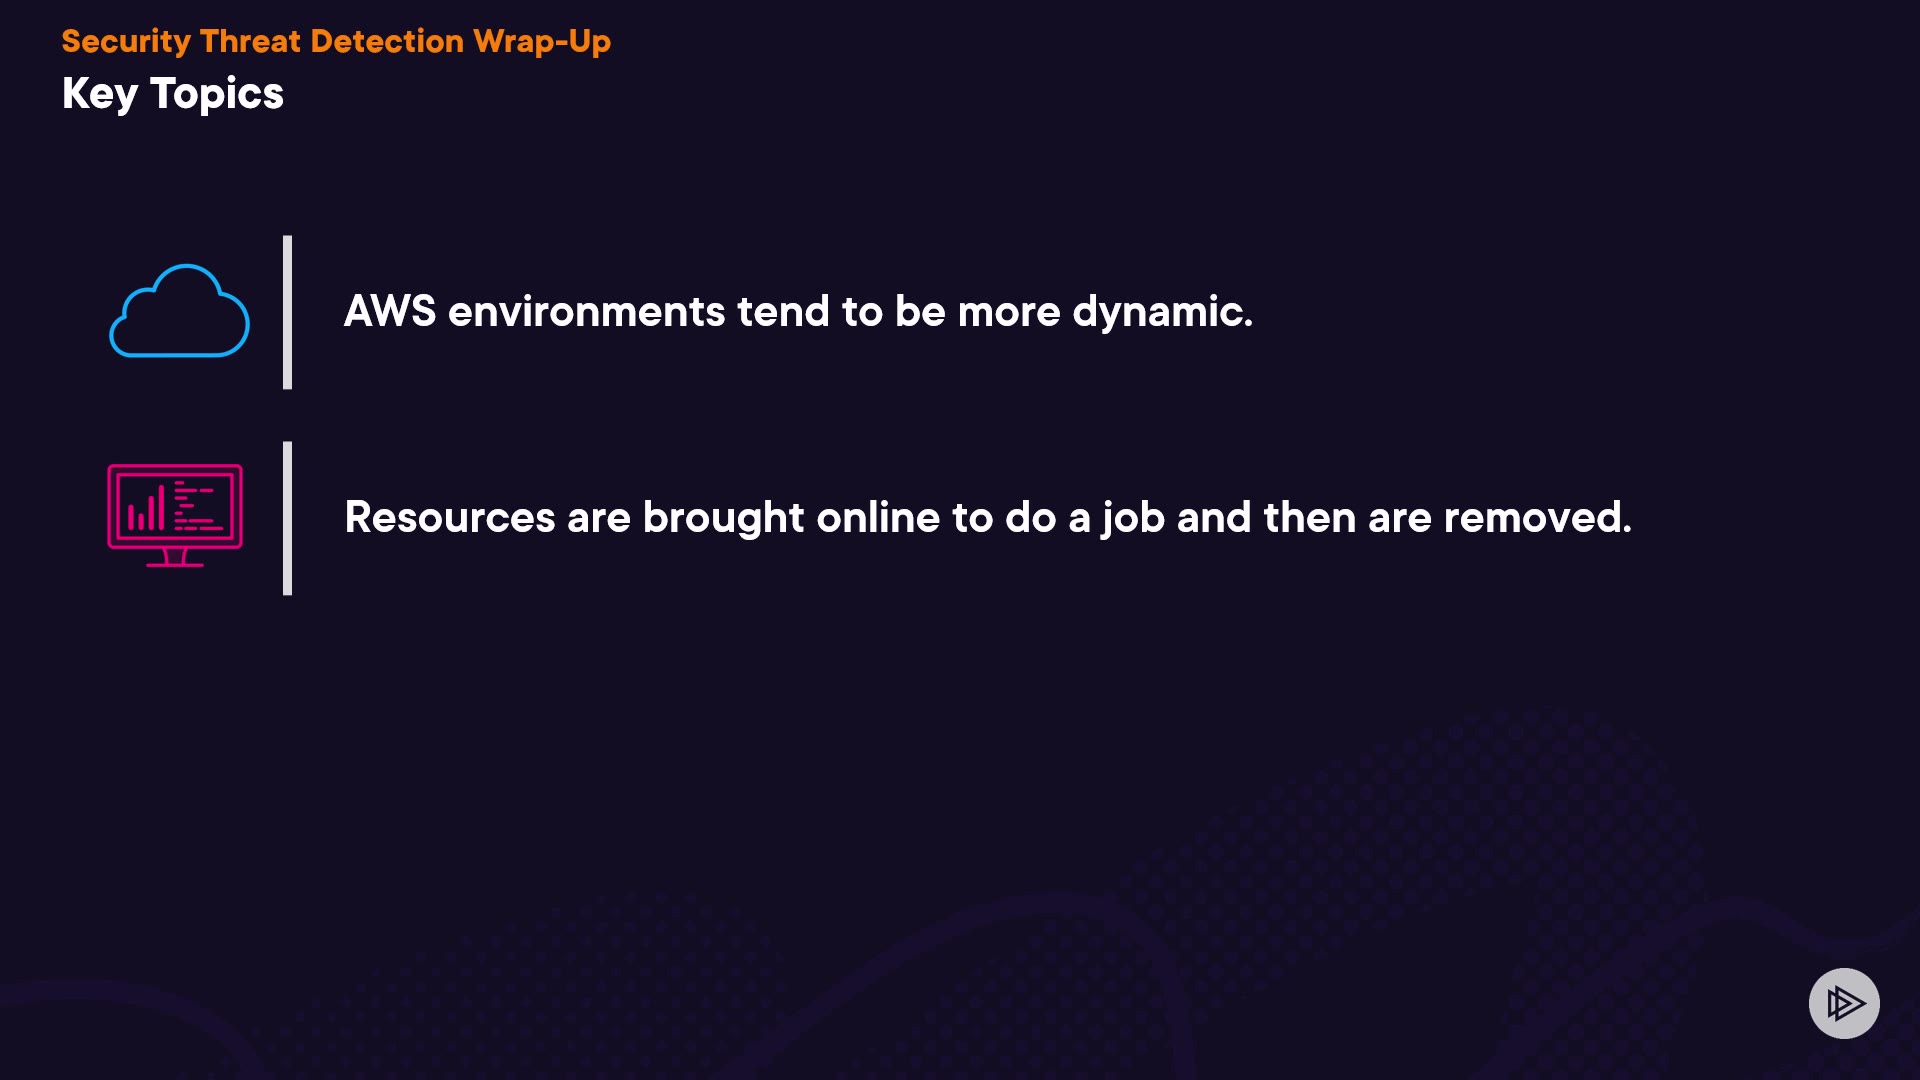 Security Threat Detection Wrap-Up
Key Topics
AWS environments tend to be more dynamic.
Resources are brought online to do a job and then are removed.